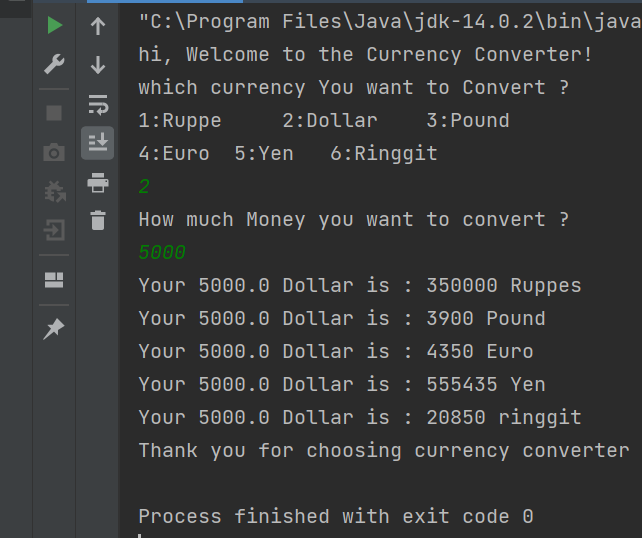 "C:\Program Files\Java\jdk-14.0.2\bin\java
hi, Welcome to the Currency Converter!
which currency You want to Convert ?
1:Ruppe     2:Dollar    3:Pound
4:Euro  5:Yen   6:Ringgit
2
How much Money you want to convert ?
5000
Your 5000.0 Dollar is : 350000 Ruppes
Your 5000.0 Dollar is : 3900 Pound
Your 5000.0 Dollar is : 4350 Euro
Your 5000.0 Dollar is : 555435 Yen
Your 5000.0 Dollar is : 20850 ringgit
Thank you for choosing currency converter
Process finished with exit code 0